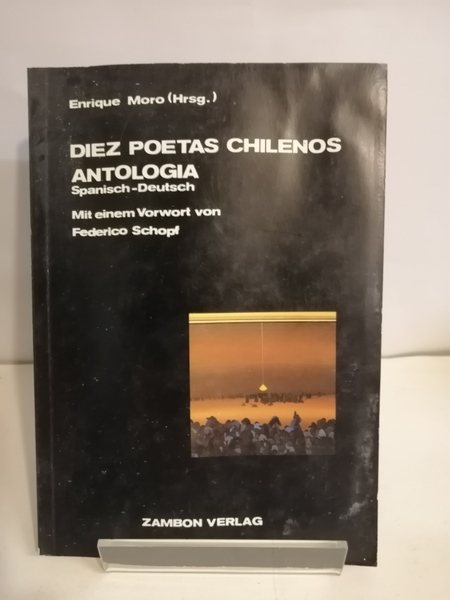 Enrique Moro (Hrsg.)
DIEZ POETAS CHILENOS
ANTOLOGIA
Spanisch-Deutsch
Mit einem Vorwort von
Federico Schopf
ZAMBON VERLAG